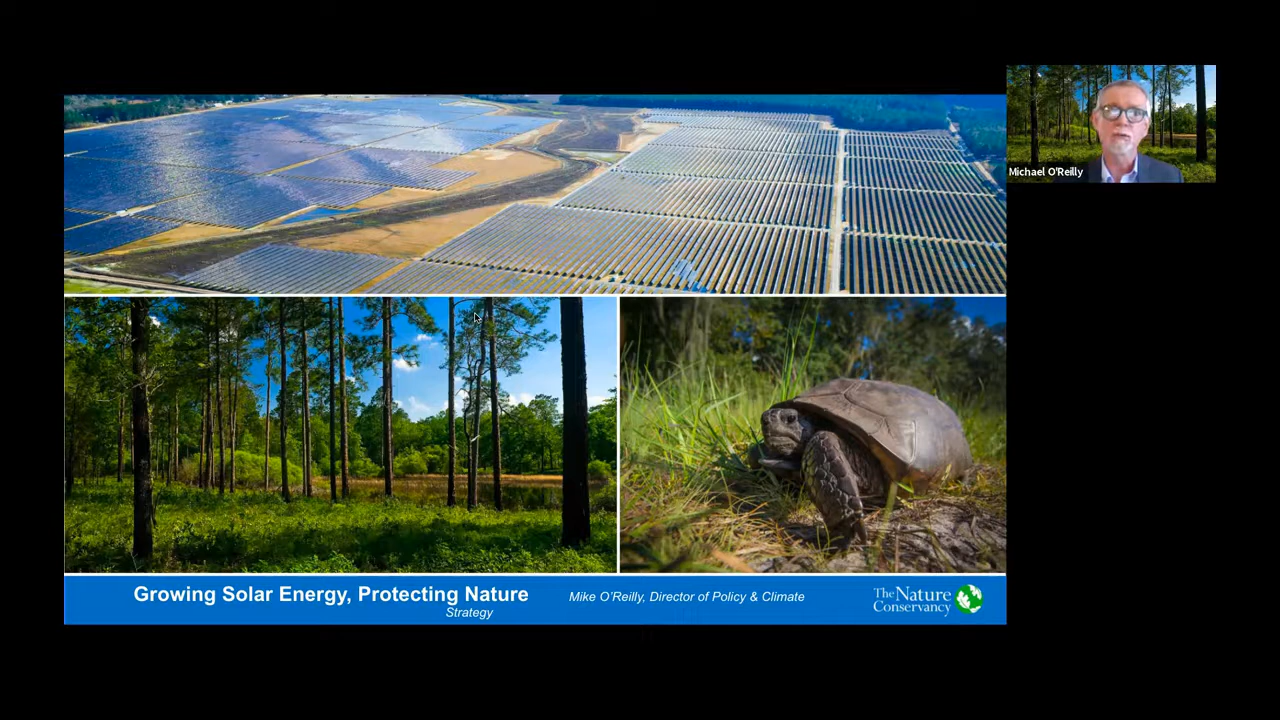 Michael O'Reilly
Growing Solar Energy, Protecting Nature
Strategy
Mike O'Reilly, Director of Policy & Climate
The Nature
Conservancy